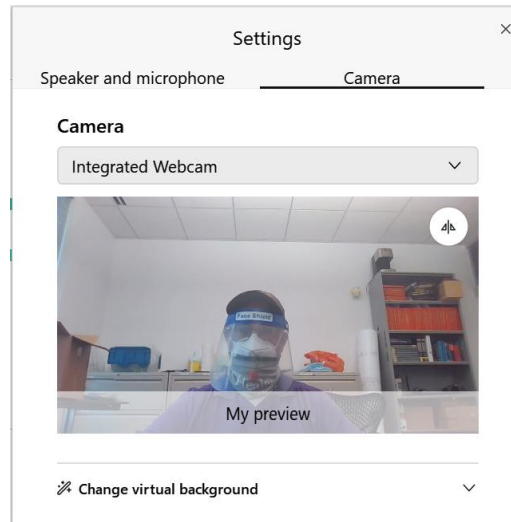 Settings
Speaker and microphone
Camera
Camera
Integrated Webcam
Face Shield
My preview
Change virtual background